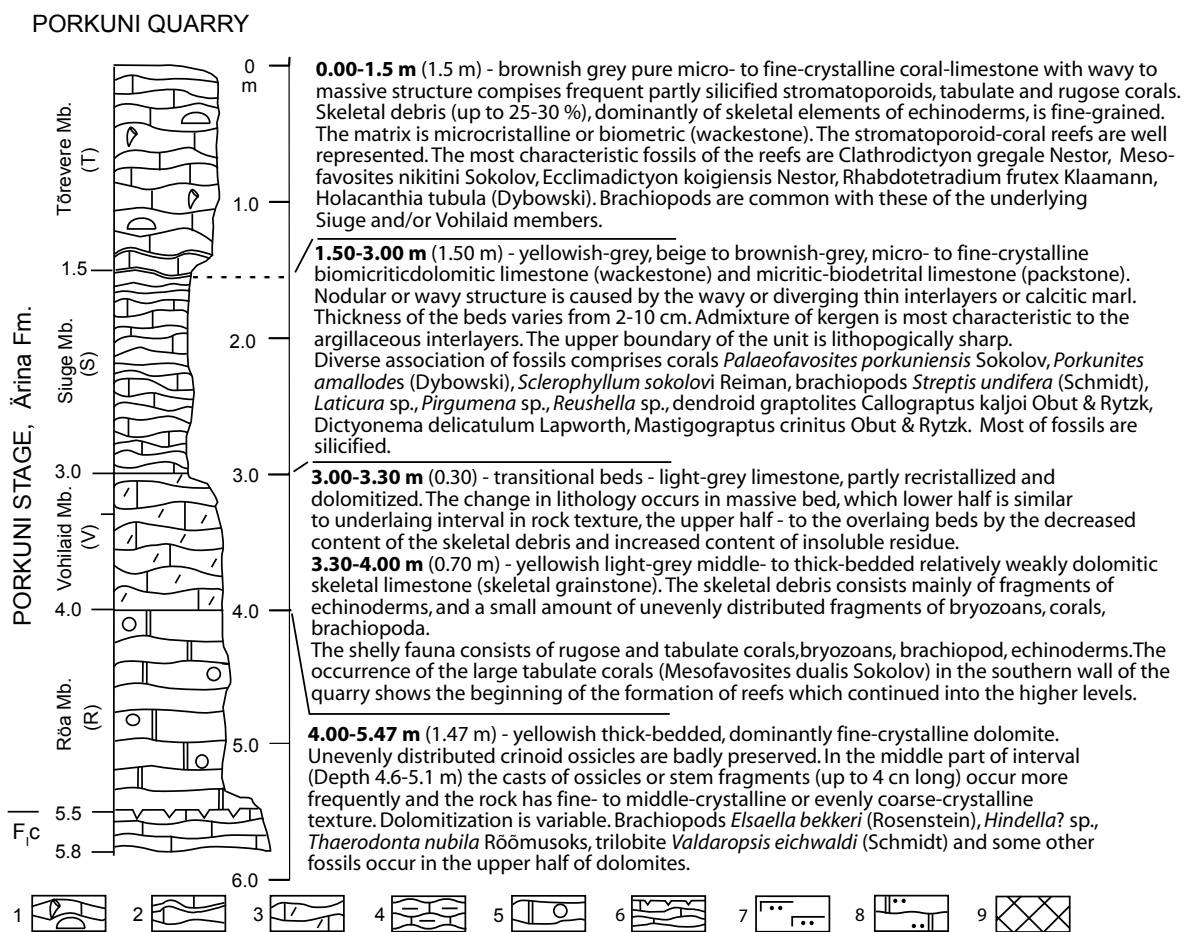 PORKUNI QUARRY
0
m
1.0
2.0
3.0
4.0
5.0
6.0
1.5
3.0
4.0
5.5
5.8
PORKUNI STAGE, Ärina Fm.
Tõrevere Mb.
(T)
Siuge Mb.
(S)
Vohilaid Mb.
(V)
Röa Mb.
(R)
FIc
0.00-1.5 m (1.5 m) - brownish grey pure micro- to fine-crystalline coral-limestone with wavy to
massive structure compises frequent partly silicified stromatoporoids, tabulate and rugose corals.
Skeletal debris (up to 25-30 %), dominantly of skeletal elements of echinoderms, is fine-grained.
The matrix is microcristalline or biometric (wackestone). The stromatoporoid-coral reefs are well
represented. The most characteristic fossils of the reefs are Clathrodictyon gregale Nestor, Meso-
favosites nikitini Sokolov, Ecclimadictyon koigiensis Nestor, Rhabdotetradium frutex Klaamann,
Holacanthia tubula (Dybowski). Brachiopods are common with these of the underlying
Siuge and/or Vohilaid members.
1.50-3.00 m (1.50 m) - yellowish-grey, beige to brownish-grey, micro- to fine-crystalline
biomicriticdolomitic limestone (wackestone) and micritic-biodetrital limestone (packstone).
Nodular or wavy structure is caused by the wavy or diverging thin interlayers or calcitic marl.
Thickness of the beds varies from 2-10 cm. Admixture of kergen is most characteristic to the
argillaceous interlayers. The upper boundary of the unit is lithopogically sharp.
Diverse association of fossils comprises corals Palaeofavosites porkuniensis Sokolov, Porkunites
amallodes (Dybowski), Sclerophyllum sokolovi Reiman, brachiopods Streptis undifera (Schmidt),
Laticura sp., Pirgumena sp., Reushella sp., dendroid graptolites Callograptus kaljoi Obut & Rytzk,
Dictyonema delicatulum Lapworth, Mastigograptus crinitus Obut & Rytzk. Most of fossils are
silicified.
3.00-3.30 m (0.30) - transitional beds - light-grey limestone, partly recristallized and
dolomitized. The change in lithology occurs in massive bed, which lower half is similar
to underlaing interval in rock texture, the upper half - to the overlaing beds by the decreased
content of the skeletal debris and increased content of insoluble residue.
3.30-4.00 m (0.70 m) - yellowish light-grey middle- to thick-bedded relatively weakly dolomitic
skeletal limestone (skeletal grainstone). The skeletal debris consists mainly of fragments of
echinoderms, and a small amount of unevenly distributed fragments of bryozoans, corals,
brachiopoda.
The shelly fauna consists of rugose and tabulate corals,bryozoans, brachiopod, echinoderms.The
occurrence of the large tabulate corals (Mesofavosites dualis Sokolov) in the southern wall of the
quarry shows the beginning of the formation of reefs which continued into the higher levels.
4.00-5.47 m (1.47 m) - yellowish thick-bedded, dominantly fine-crystalline dolomite.
Unevenly distributed crinoid ossicles are badly preserved. In the middle part of interval
(Depth 4.6-5.1 m) the casts of ossicles or stem fragments (up to 4 cn long) occur more
frequently and the rock has fine- to middle-crystalline or evenly coarse-crystalline
texture. Dolomitization is variable. Brachiopods Elsaella bekkeri (Rosenstein), Hindella? sp.,
Thaerodonta nubila Rõõmusoks, trilobite Valdaropsis eichwaldi (Schmidt) and some other
fossils occur in the upper half of dolomites.
1 2 3 4 5 6 7 8 9